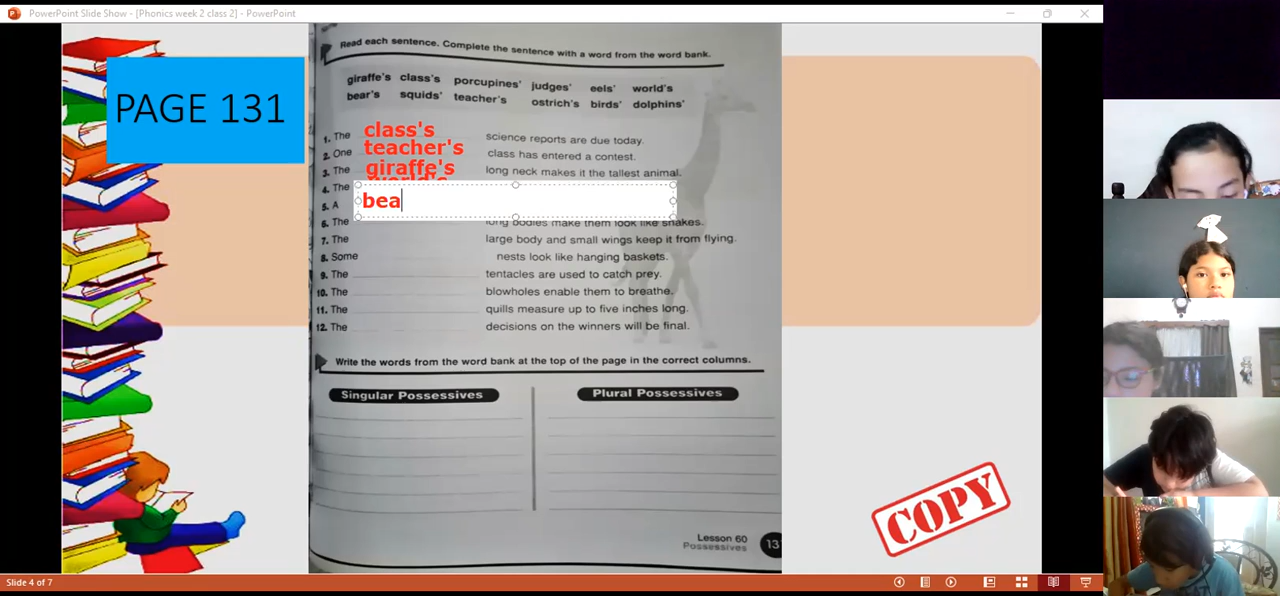 PowerPoint Slide Show - [Phonics week 2 class 2] - PowerPoint
PAGE 131
Read each sentence. Complete the sentence with a word from the word bank.
giraffe's class's porcupines' judges' eels' world's
bear's squids' teacher's ostrich's birds' dolphins'
1. The class's science reports are due today.
2. One teacher's class has entered a contest.
3. The giraffe's long neck makes it the tallest animal.
4. The world's
5. A bea
6. The long bodies make them look like snakes.
7. The large body and small wings keep it from flying.
8. Some nests look like hanging baskets.
9. The tentacles are used to catch prey.
10. The blowholes enable them to breathe.
11. The quills measure up to five inches long.
12. The decisions on the winners will be final.
Write the words from the word bank at the top of the page in the correct columns.
Singular Possessives Plural Possessives
COPY
Lesson 60
Possessives
Slide 4 of 7